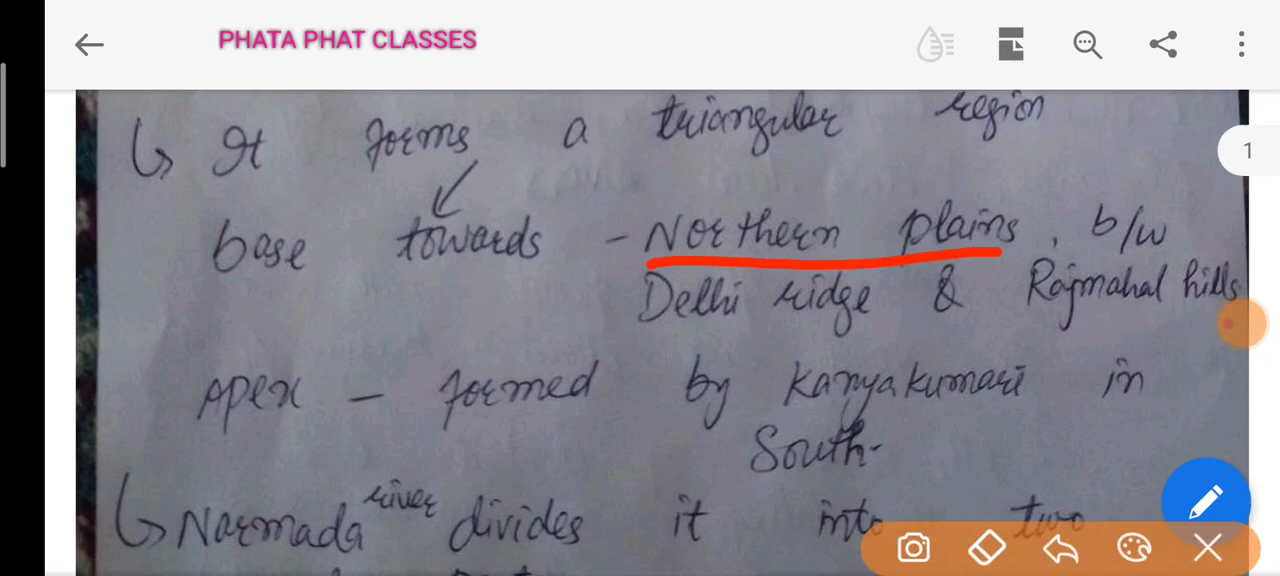 PHATA PHAT CLASSES
1
It forms a triangular region
base towards - Northern plains, b/w
Delhi ridge & Rajmahal hills
Apex - formed by Kanyakumari in
South-
Narmada river divides it into two